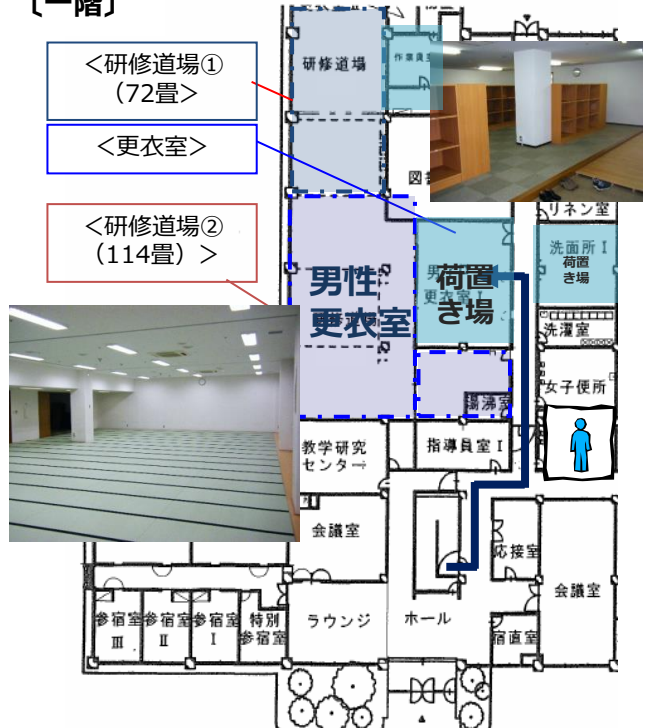 〔一階〕
＜研修道場①
（72畳＞
＜更衣室＞
＜研修道場②
（114畳）＞
研修道場
作業員室
図書
リネン室
洗面所 I
荷置
き場
男性
更衣室
更衣室 I
荷置
き場
洗濯室
湯沸室
女子便所
教学研究
センター
指導員室 I
会議室
応接室
会議室
参宿室
III
参宿室
II
参宿室
I
特別
参宿室
ラウンジ
ホール
宿直室